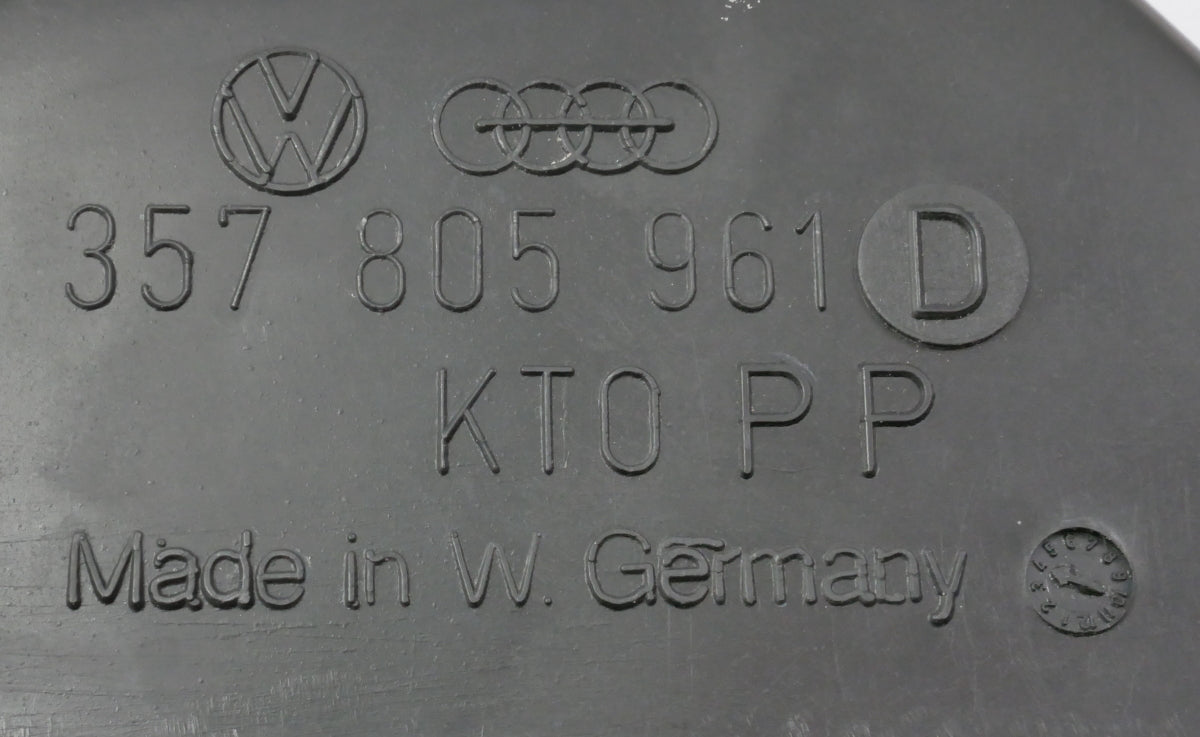 357 805 961 D
KTO PP
Made in W. Germany